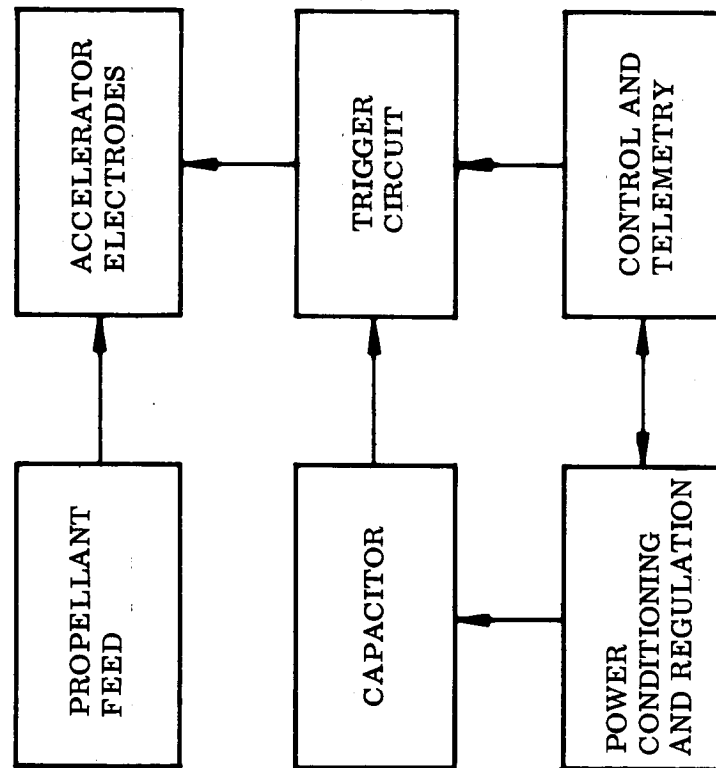 PROPELLANT
FEED
ACCELERATOR
ELECTRODES
CAPACITOR
TRIGGER
CIRCUIT
POWER
CONDITIONING
AND REGULATION
CONTROL AND
TELEMETRY